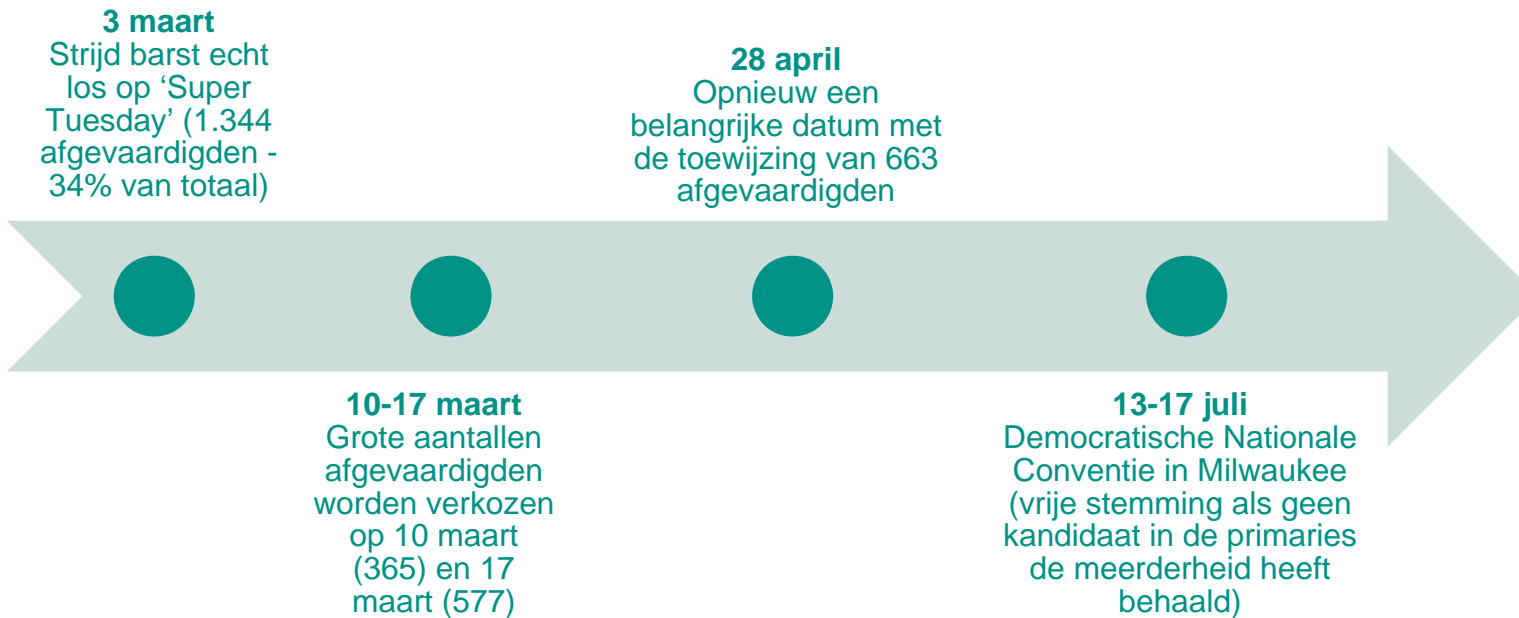 3 maart
Strijd barst echt
los op ‘Super
Tuesday’ (1.344
afgevaardigden -
34% van totaal)
10-17 maart
Grote aantallen
afgevaardigden
worden verkozen
op 10 maart
(365) en 17
maart (577)
28 april
Opnieuw een
belangrijke datum met
de toewijzing van 663
afgevaardigden
13-17 juli
Democratische Nationale
Conventie in Milwaukee
(vrije stemming als geen
kandidaat in de primaries
de meerderheid heeft
behaald)